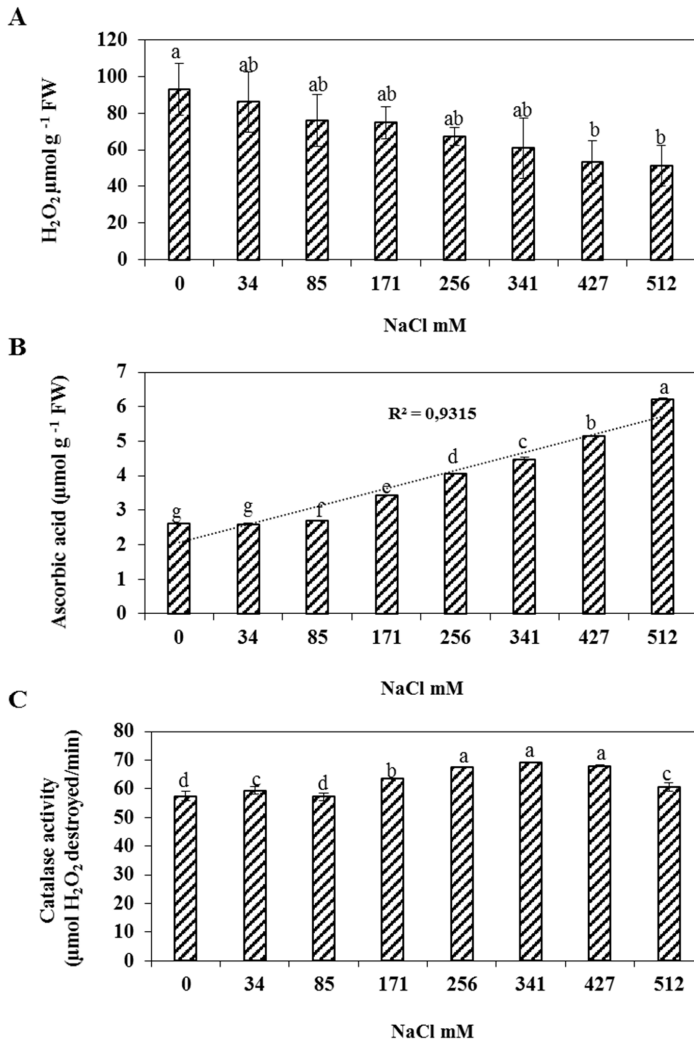 A
H₂O₂ µmol g ⁻¹ FW
120
100
80
60
40
20
0
a
ab
ab
ab
ab
ab
b
b
0 34 85 171 256 341 427 512
NaCl mM
B
Ascorbic acid (µmol g ⁻¹ FW)
7
6
5
4
3
2
1
0
R² = 0,9315
g
g
f
e
d
c
b
a
0 34 85 171 256 341 427 512
NaCl mM
C
Catalase activity
(µmol H₂O₂ destroyed/min)
80
70
60
50
40
30
20
10
0
d
c
d
b
a
a
a
c
0 34 85 171 256 341 427 512
NaCl mM